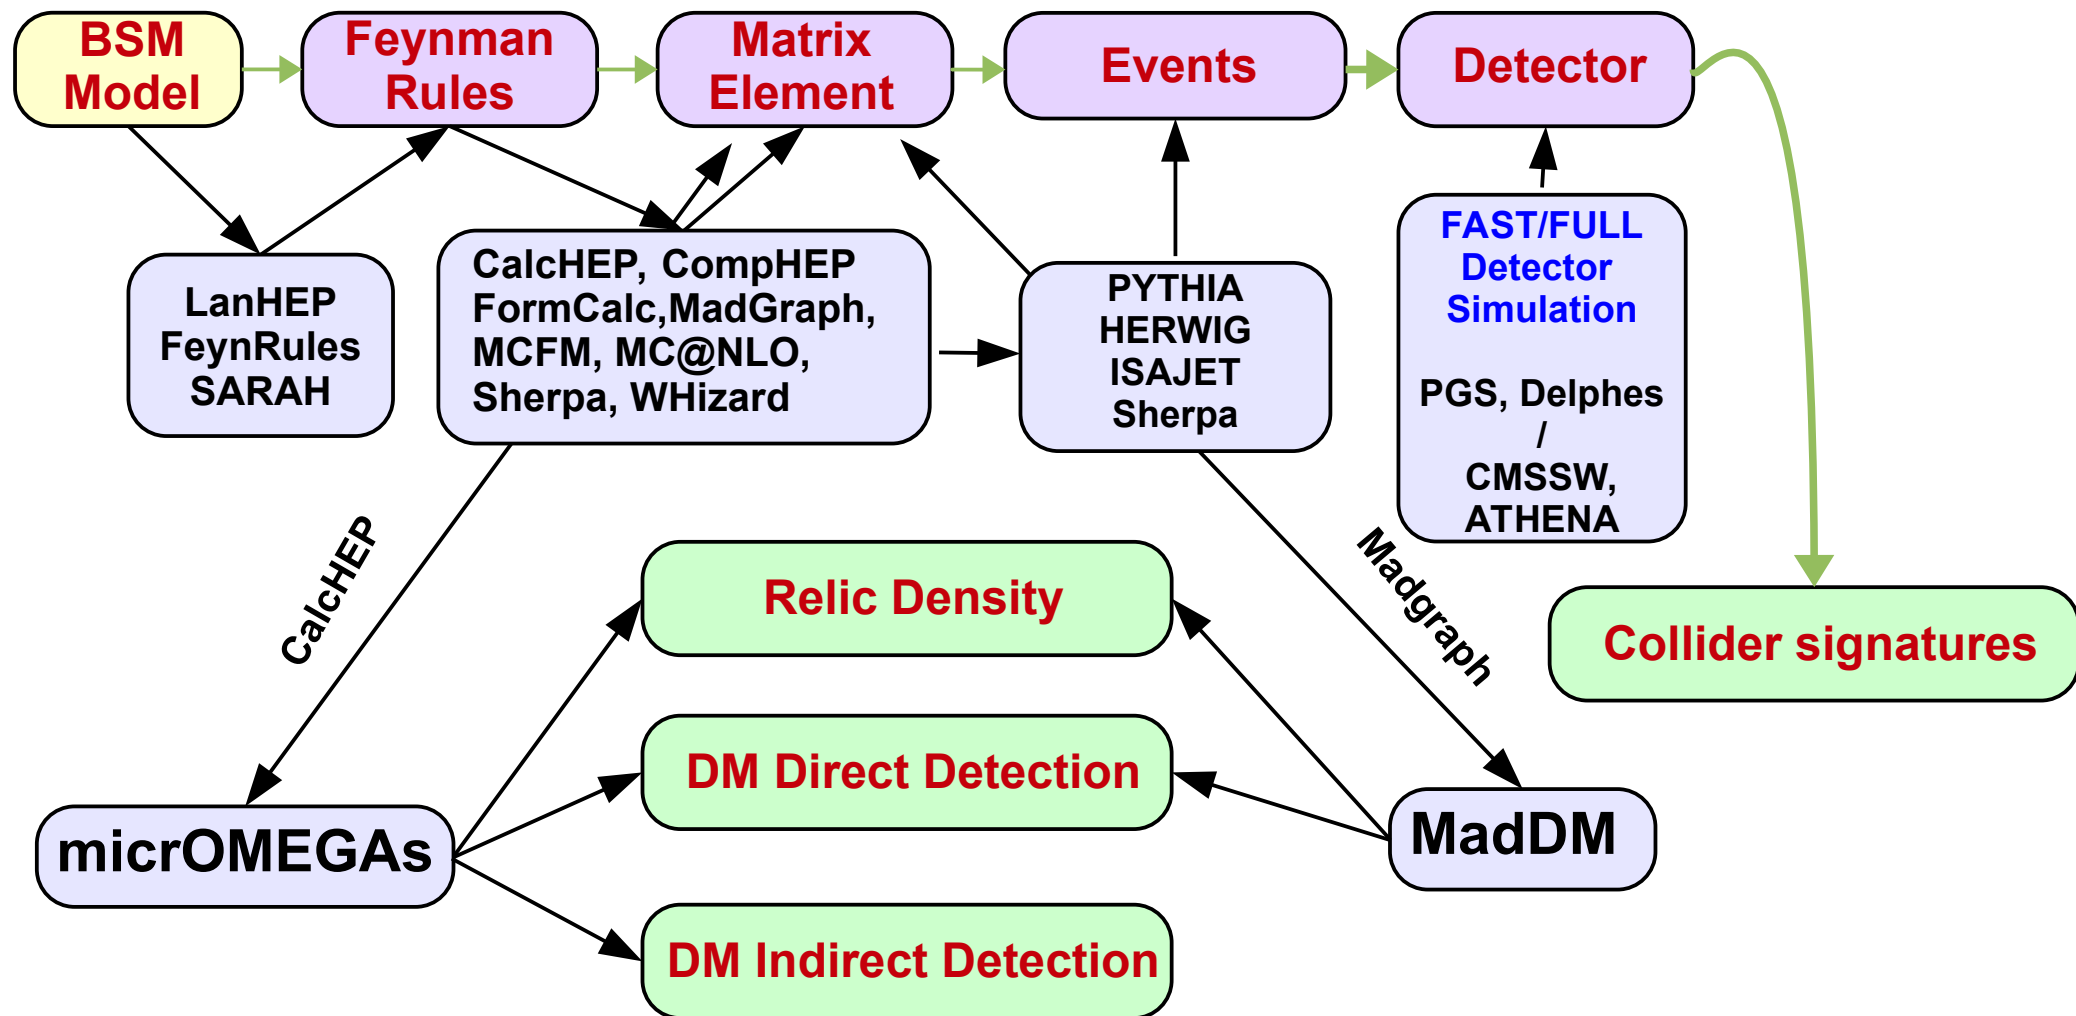 BSM
Model
Feynman
Rules
Matrix
Element
Events
Detector
LanHEP
FeynRules
SARAH
CalcHEP, CompHEP
FormCalc,MadGraph,
MCFM, MC@NLO,
Sherpa, WHizard
PYTHIA
HERWIG
ISAJET
Sherpa
FAST/FULL
Detector
Simulation
PGS, Delphes
/
CMSSW,
ATHENA
CalcHEP
Madgraph
Relic Density
Collider signatures
DM Direct Detection
micrOMEGAs
MadDM
DM Indirect Detection